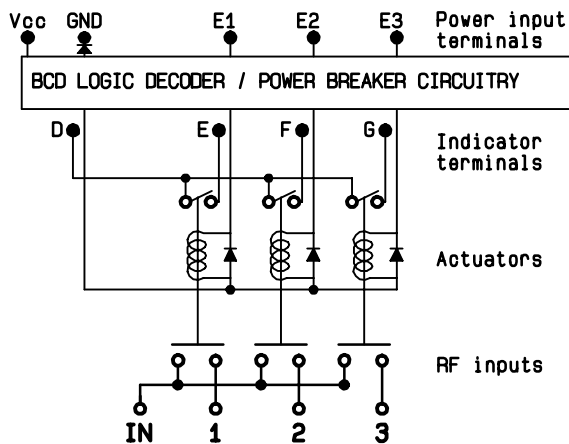 Vcc GND E1 E2 E3 Power input
terminals
BCD LOGIC DECODER / POWER BREAKER CIRCUITRY
D E F G Indicator
terminals
Actuators
RF inputs
IN 1 2 3